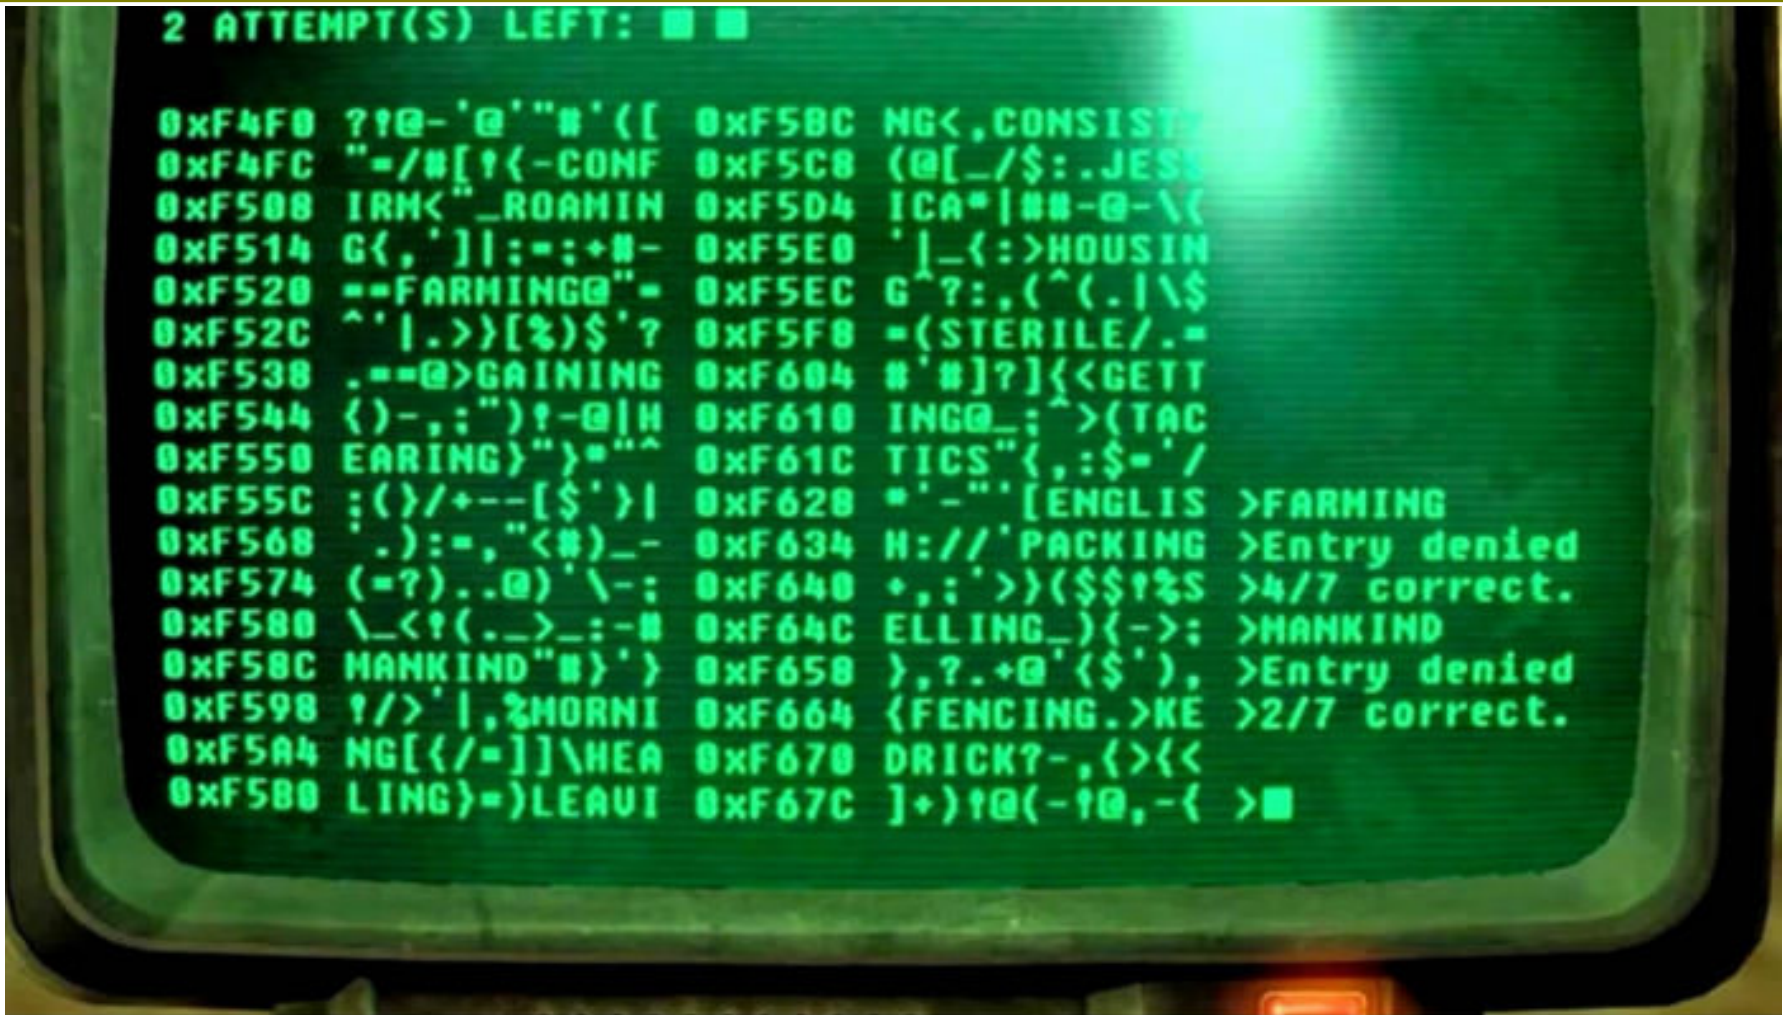 2 ATTEMPT(S) LEFT: ■ ■
0xF4F0 ?!@-'@'"#'([ 0xF5BC NG<,CONSIST
0xF4FC "=/#[!{-CONF 0xF5C8 (@[_/$:.JES
0xF508 IRM<"_ROAMIN 0xF5D4 ICA*|##-@-\{
0xF514 G{,']|:=;+#- 0xF5E0 '|_{:>HOUSIN
0xF520 ==FARMING@"= 0xF5EC G^?:,(^(.|\$
0xF52C ^'|.>}[%)$'? 0xF5F8 =(STERILE/.=
0xF538 .==@>GAINING 0xF604 #'#]?]{<GETT
0xF544 {)-,:")!-@|H 0xF610 ING@_;^>(TAC
0xF550 EARING}"}*"^ 0xF61C TICS"{,:$='/
0xF55C ;(}/+--[$'}| 0xF628 *'-"'[ENGLIS >FARMING
0xF568 '.):=,"<#)_- 0xF634 H://'PACKING >Entry denied
0xF574 (=?)..@)'\-; 0xF640 +,;'>}($$!%S >4/7 correct.
0xF580 \_<!(._>_:-# 0xF64C ELLING_){->; >MANKIND
0xF58C MANKIND"#}'} 0xF658 },?.+@'{$'), >Entry denied
0xF598 !/>'|,%MORNI 0xF664 {FENCING.>KE >2/7 correct.
0xF5A4 NG[{/=]]\HEA 0xF670 DRICK?-,{>{<
0xF5B0 LING}=)LEAVI 0xF67C ]+)!@(-!@,-{ >■